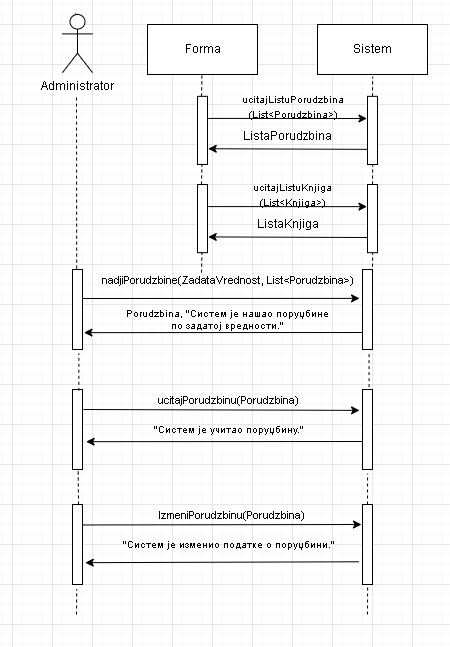 Forma
Sistem
Administrator
ucitajListuPorudzbina
(List<Porudzbina>)
ListaPorudzbina
ucitajListuKnjiga
(List<Knjiga>)
ListaKnjiga
nadjiPorudzbine(ZadataVrednost, List<Porudzbina>)
Porudzbina, "Систем је нашао поруџбине
по задатој вредности."
ucitajPorudzbinu(Porudzbina)
"Систем је учитао поруџбину."
IzmeniPorudzbinu(Porudzbina)
"Систем је изменио податке о поруџбини."